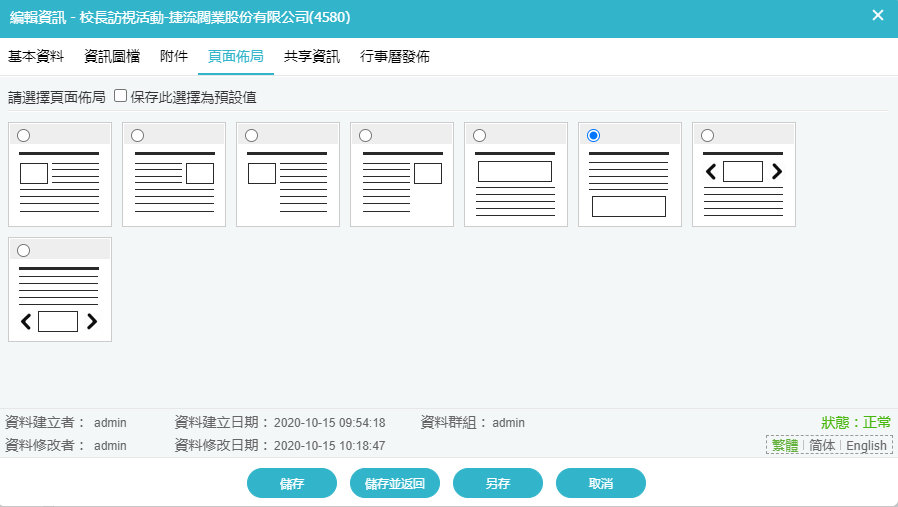 編輯資訊 - 校長訪視活動-捷流閥業股份有限公司(4580)
基本資料 資訊圖檔 附件 頁面佈局 共享資訊 行事曆發佈
請選擇頁面佈局 保存此選擇為預設值
資料建立者： admin 資料建立日期：2020-10-15 09:54:18 資料群組：admin 狀態：正常
資料修改者： admin 資料修改日期：2020-10-15 10:18:47 繁體 简体 English
儲存 儲存並返回 另存 取消